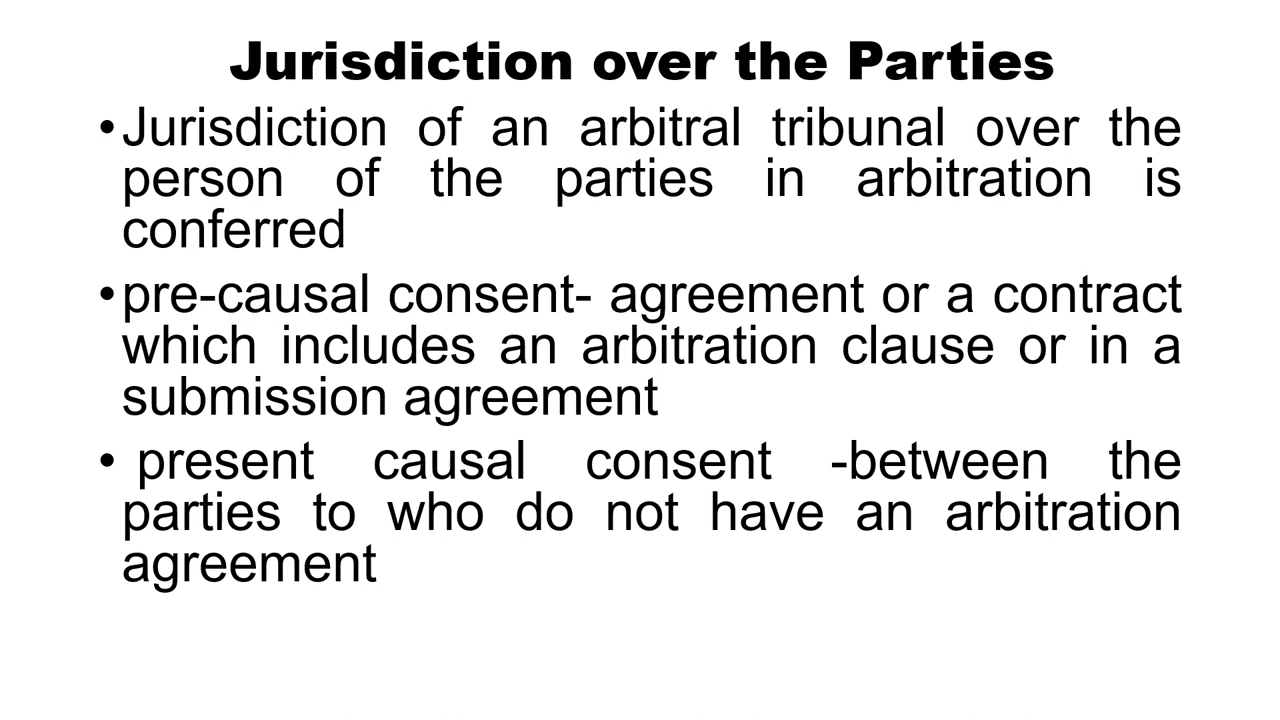 Jurisdiction over the Parties
•Jurisdiction of an arbitral tribunal over the
person of the parties in arbitration is
conferred
•pre-causal consent- agreement or a contract
which includes an arbitration clause or in a
submission agreement
• present causal consent -between the
parties to who do not have an arbitration
agreement